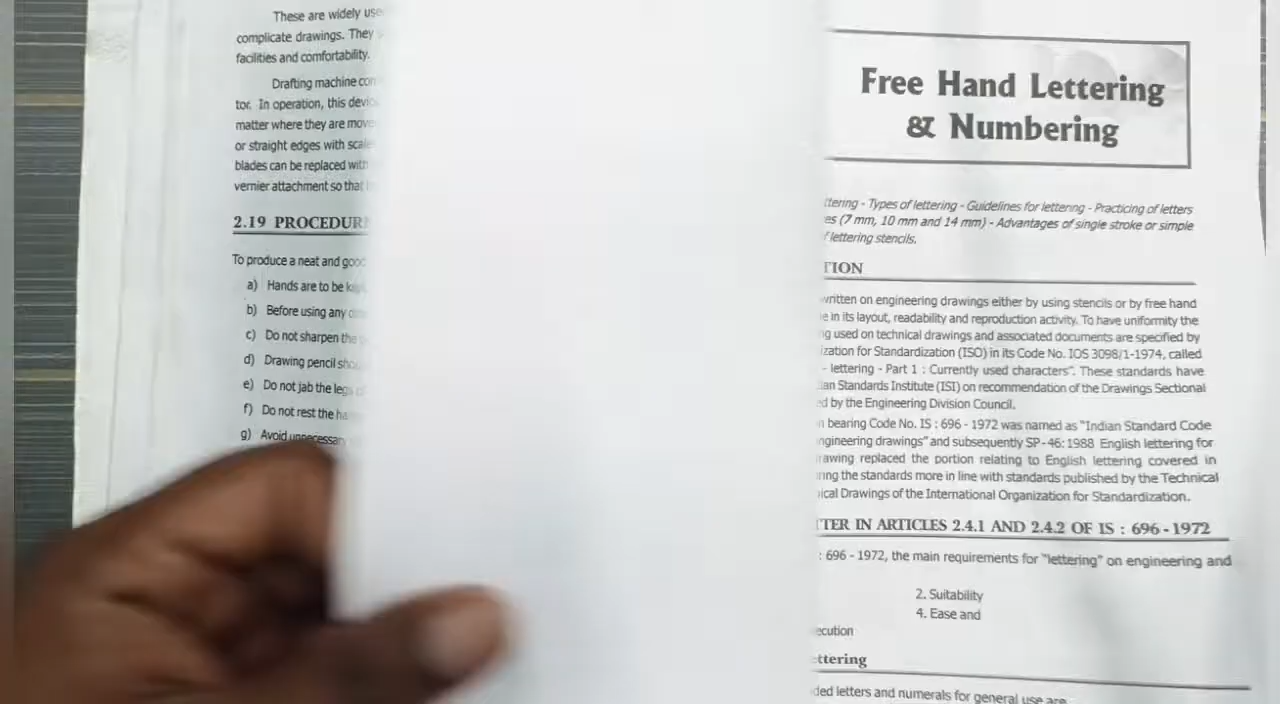 These are widely use
complicate drawings. They
facilities and comfortability.
Drafting machine con
tor. In operation, this devic
matter where they are move
or straight edges with scale
blades can be replaced with
vernier attachment so that
2.19 PROCEDUR
To produce a neat and good
a) Hands are to be
b) Before using any
c) Do not sharpen the
d) Drawing pencil
e) Do not jab the legs
f) Do not rest the
g) Avoid unnecessary
Free Hand Lettering
& Numbering
ttering - Types of lettering - Guidelines for lettering - Practicing of letters
es (7 mm, 10 mm and 14 mm) - Advantages of single stroke or simple
f lettering stencils.
TION
written on engineering drawings either by using stencils or by free hand
e in its layout, readability and reproduction activity. To have uniformity the
ng used on technical drawings and associated documents are specified by
ization for Standardization (ISO) in its Code No. IOS 3098/1-1974, called
- lettering - Part 1 : Currently used characters". These standards have
ian Standards Institute (ISI) on recommendation of the Drawings Sectional
ed by the Engineering Division Council.
n bearing Code No. IS : 696 - 1972 was named as "Indian Standard Code
ngineering drawings" and subsequently SP - 46: 1988 English lettering for
rawing replaced the portion relating to English lettering covered in
ring the standards more in line with standards published by the Technical
ical Drawings of the International Organization for Standardization.
TTER IN ARTICLES 2.4.1 AND 2.4.2 OF IS : 696 - 1972
: 696 - 1972, the main requirements for "lettering" on engineering and
2. Suitability
4. Ease and
ecution
ettering
ded letters and numerals for general use are